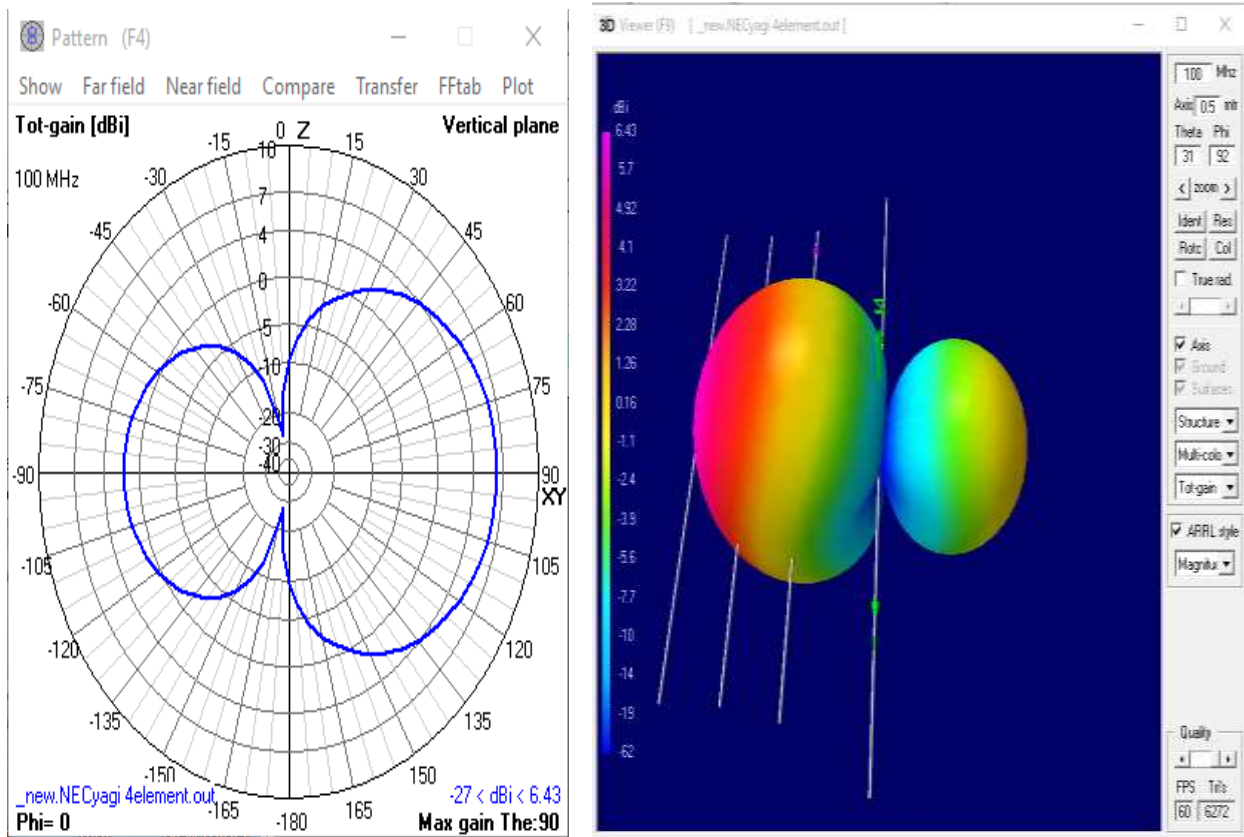 Pattern (F4)
Show Far field Near field Compare Transfer FFtab Plot
Tot-gain [dBi]
Vertical plane
100 MHz
0 Z
-15
15
-30
30
-45
45
-60
60
-75
75
-90
90
XY
-105
105
-120
120
-135
135
-150
150
-165
165
-180
10
7
4
0
-5
-10
-20
-30
-40
_new.NECyagi 4element.out
-27 < dBi < 6.43
Phi= 0
Max gain The:90
3D Viewer (F9) [ _new.NECyagi4element.out ]
dBi
6.43
5.7
4.92
4.1
3.22
2.28
1.26
0.16
-1.1
-2.4
-3.9
-5.6
-7.7
-10
-14
-19
-62
100 Mhz
Axis 0.5 mtr
Theta Phi
31 92
< zoom >
Ident Res
Rotc Col
True rad.
Axis
Ground
Surfaces
Structure
Multi-colo
Tot-gain
ARRL style
Magnitu
Quality
FPS Tri's
60 6272